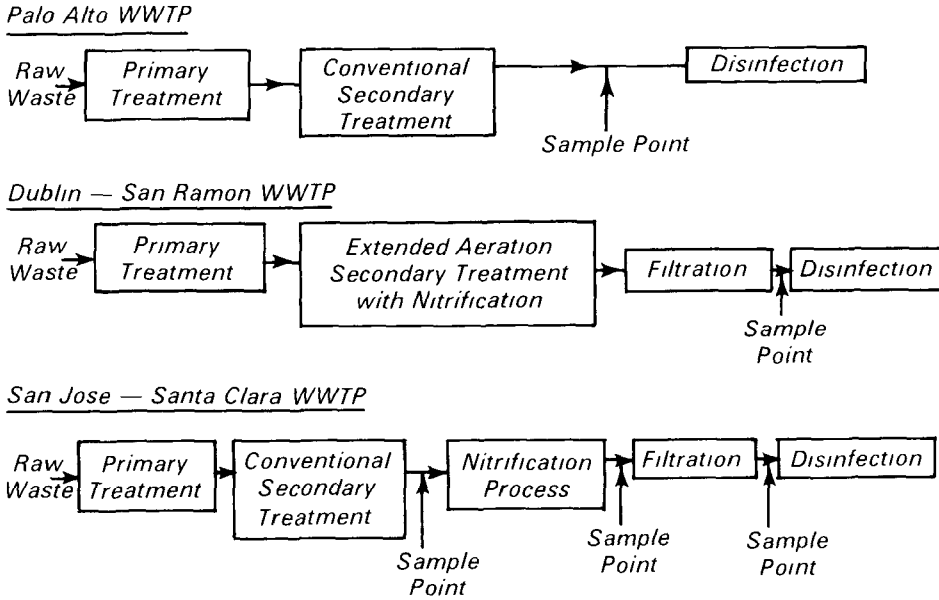 Palo Alto WWTP
Raw Waste
Primary Treatment
Conventional Secondary Treatment
Disinfection
Sample Point
Dublin — San Ramon WWTP
Raw Waste
Primary Treatment
Extended Aeration Secondary Treatment with Nitrification
Filtration
Disinfection
Sample Point
San Jose — Santa Clara WWTP
Raw Waste
Primary Treatment
Conventional Secondary Treatment
Nitrification Process
Filtration
Disinfection
Sample Point
Sample Point
Sample Point